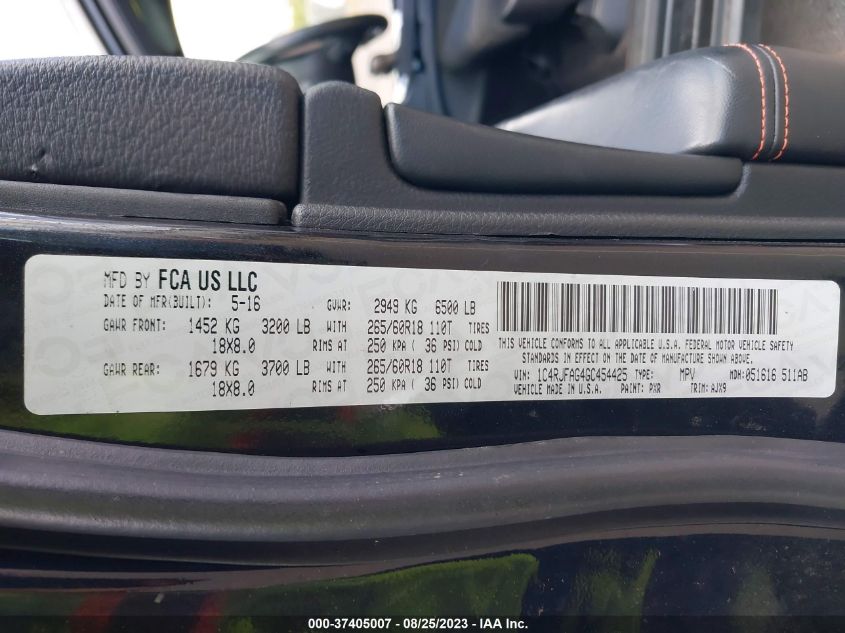 MFD BY FCA US LLC
DATE OF MFR(BUILT): 5-16 GVWR: 2949 KG 6500 LB
GAWR FRONT: 1452 KG 3200 LB WITH 265/60R18 110T TIRES
18X8.0 RIMS AT 250 KPA ( 36 PSI) COLD
GAWR REAR: 1679 KG 3700 LB WITH 265/60R18 110T TIRES
18X8.0 RIMS AT 250 KPA ( 36 PSI) COLD
THIS VEHICLE CONFORMS TO ALL APPLICABLE U.S.A. FEDERAL MOTOR VEHICLE SAFETY
STANDARDS IN EFFECT ON THE DATE OF MANUFACTURE SHOWN ABOVE.
VIN: 1C4RJFAG4GC454425 TYPE: MPV MDH: 051616 511AB
VEHICLE MADE IN U.S.A. PAINT: PXR TRIM: AJX9
000-37405007 - 08/25/2023 - IAA Inc.